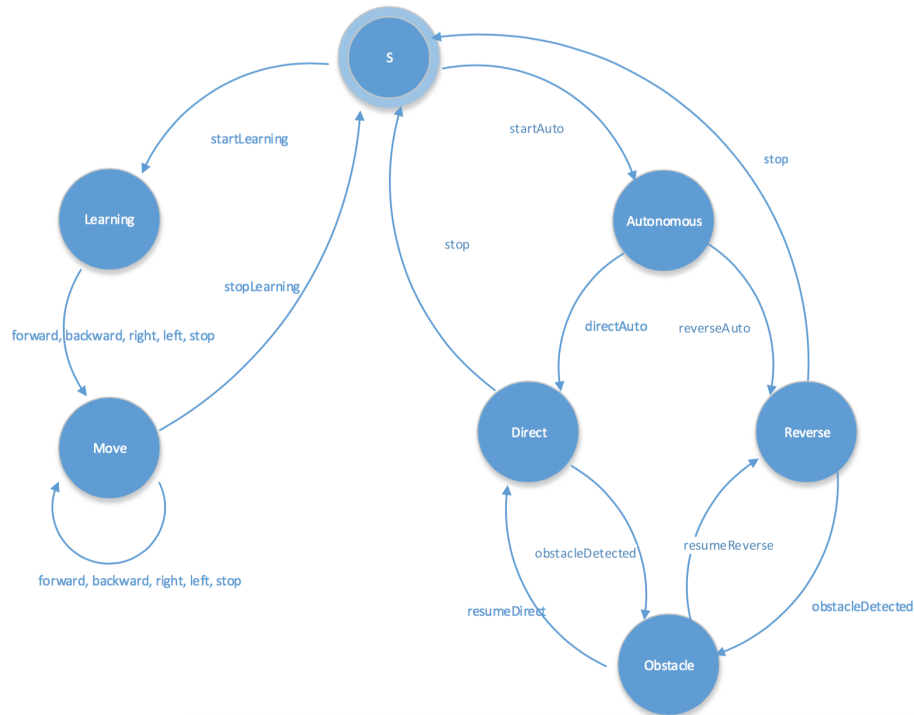 S
startLearning
startAuto
stop
Learning
Autonomous
stop
stopLearning
directAuto
reverseAuto
forward, backward, right, left, stop
Direct
Reverse
Move
obstacleDetected
resumeReverse
forward, backward, right, left, stop
resumeDirect
obstacleDetected
Obstacle